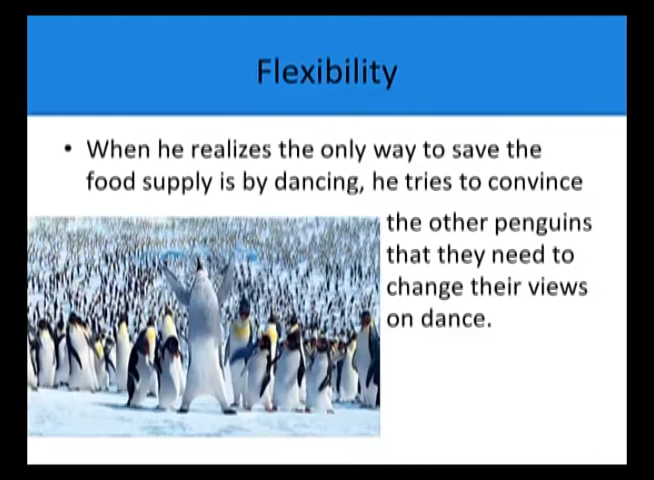 Flexibility
• When he realizes the only way to save the
food supply is by dancing, he tries to convince
the other penguins
that they need to
change their views
on dance.